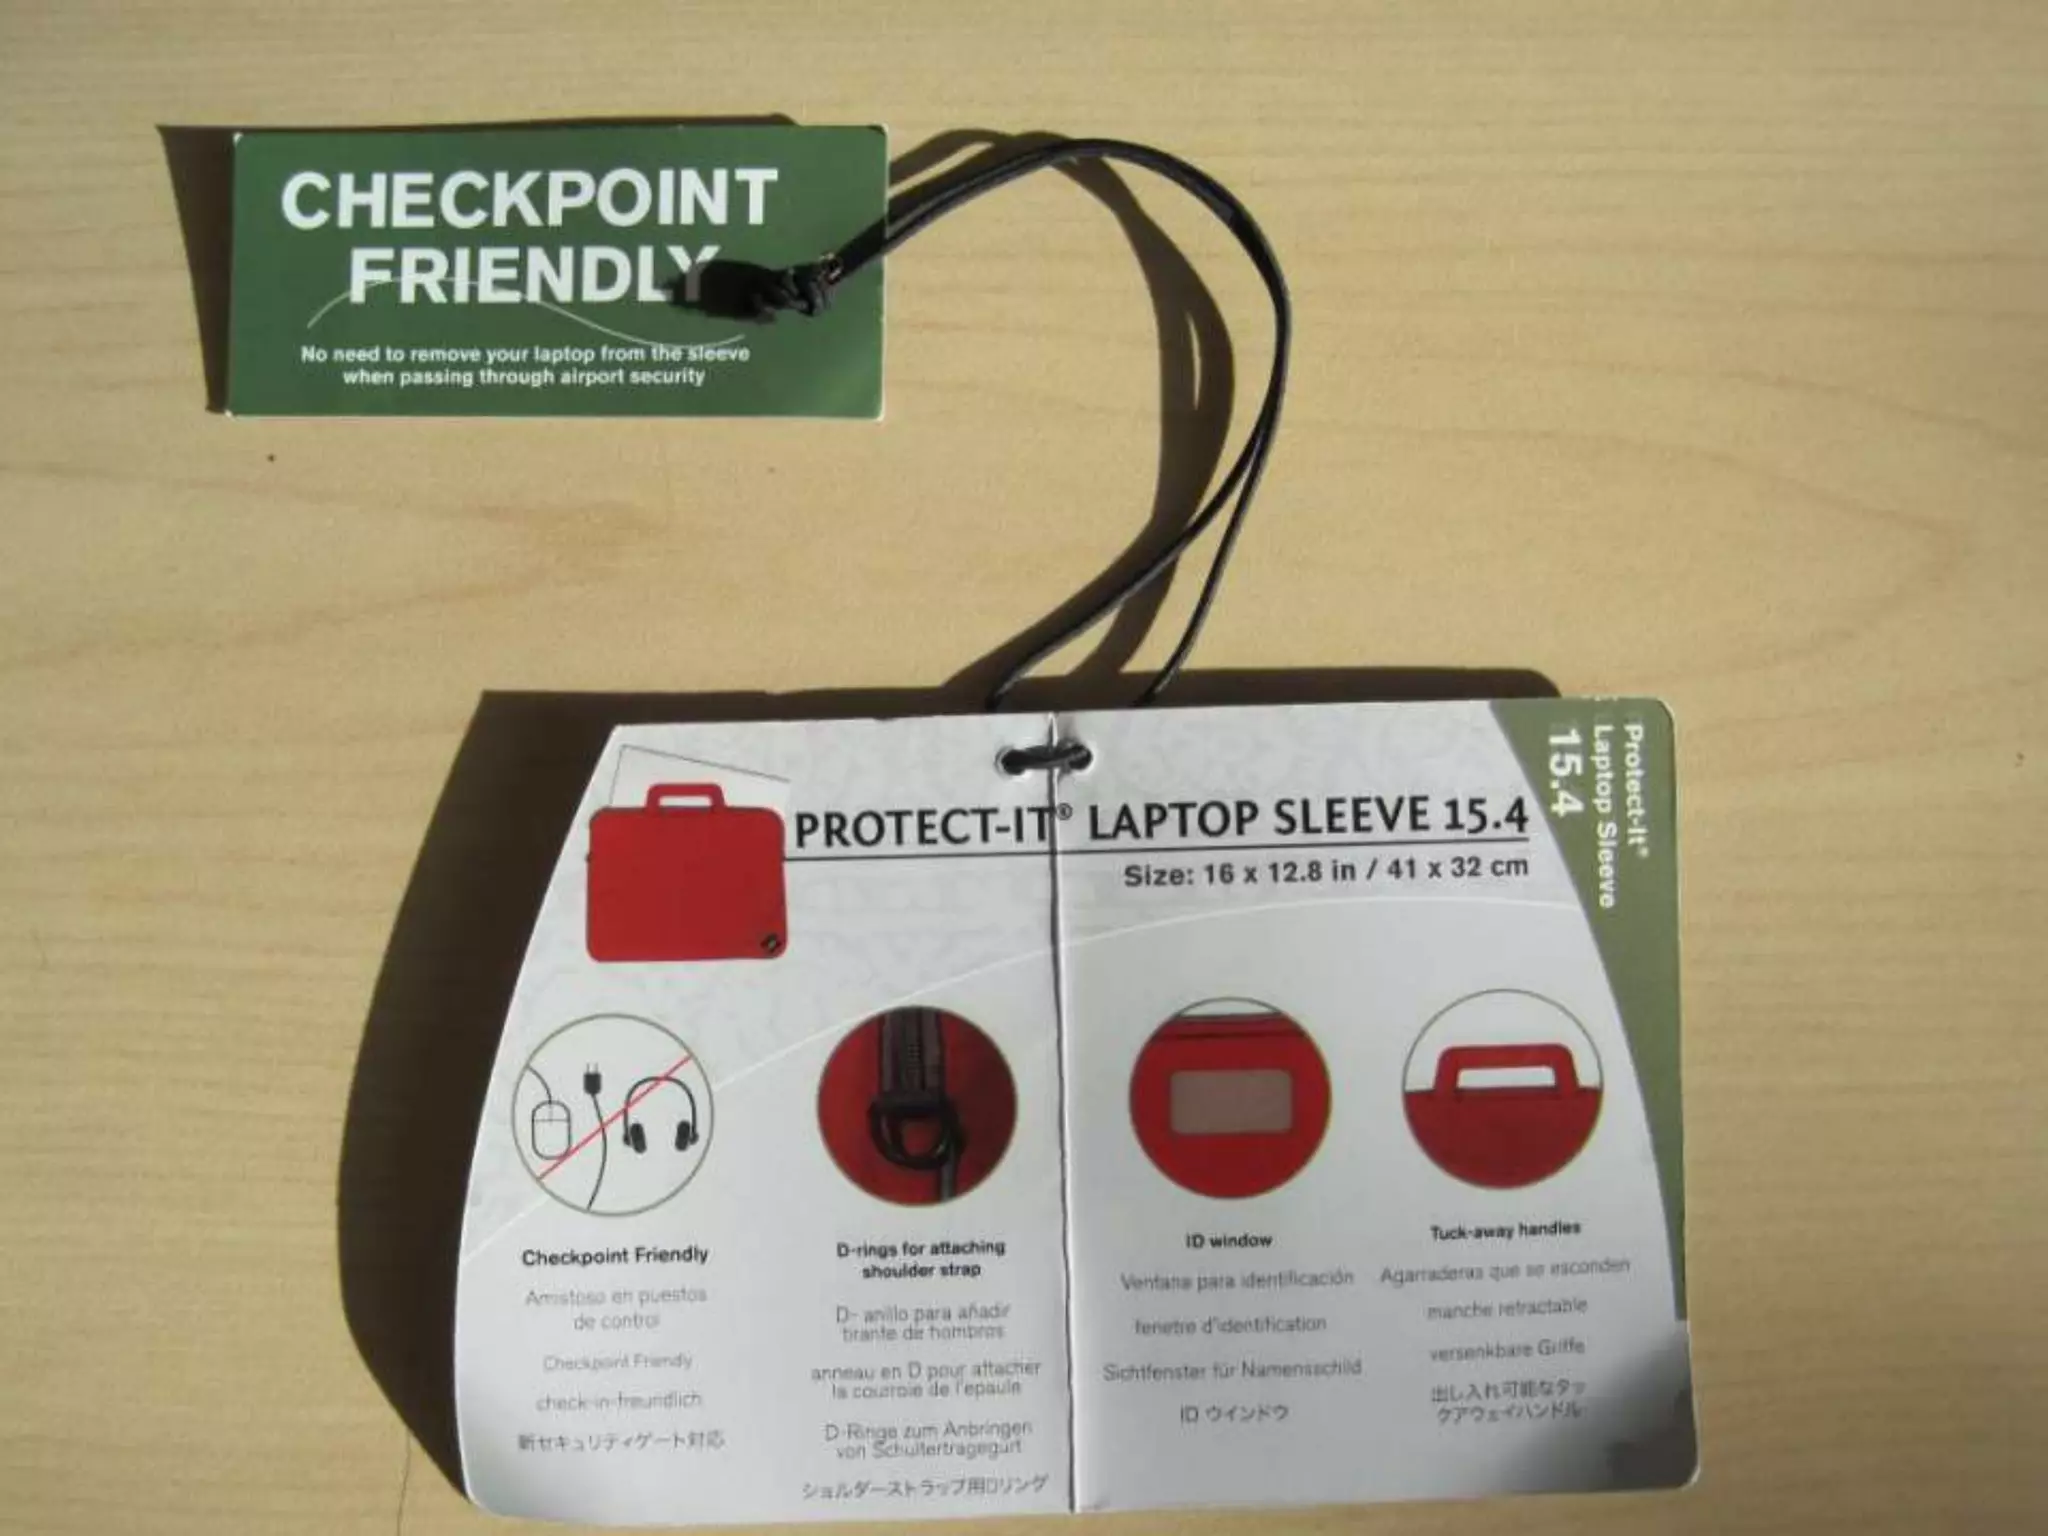 CHECKPOINT
FRIENDLY
No need to remove your laptop from the sleeve
when passing through airport security
PROTECT-IT® LAPTOP SLEEVE 15.4
Size: 16 x 12.8 in / 41 x 32 cm
Protect-It®
Laptop Sleeve
15.4
Checkpoint Friendly
Amistoso en puestos
de control
Checkpoint Friendly
check-in-freundlich
新セキュリティゲート対応
D-rings for attaching
shoulder strap
D- anillo para añadir
tirante de hombros
anneau en D pour attacher
la courroie de l'epaule
D-Ringe zum Anbringen
von Schultertragegurt
ショルダーストラップ用Dリング
ID window
Ventana para identificación
fenetre d'identification
Sichtfenster für Namensschild
ID ウインドウ
Tuck-away handles
Agarraderas que se esconden
manche retractable
versenkbare Griffe
出し入れ可能なタッ
クアウェイハンドル